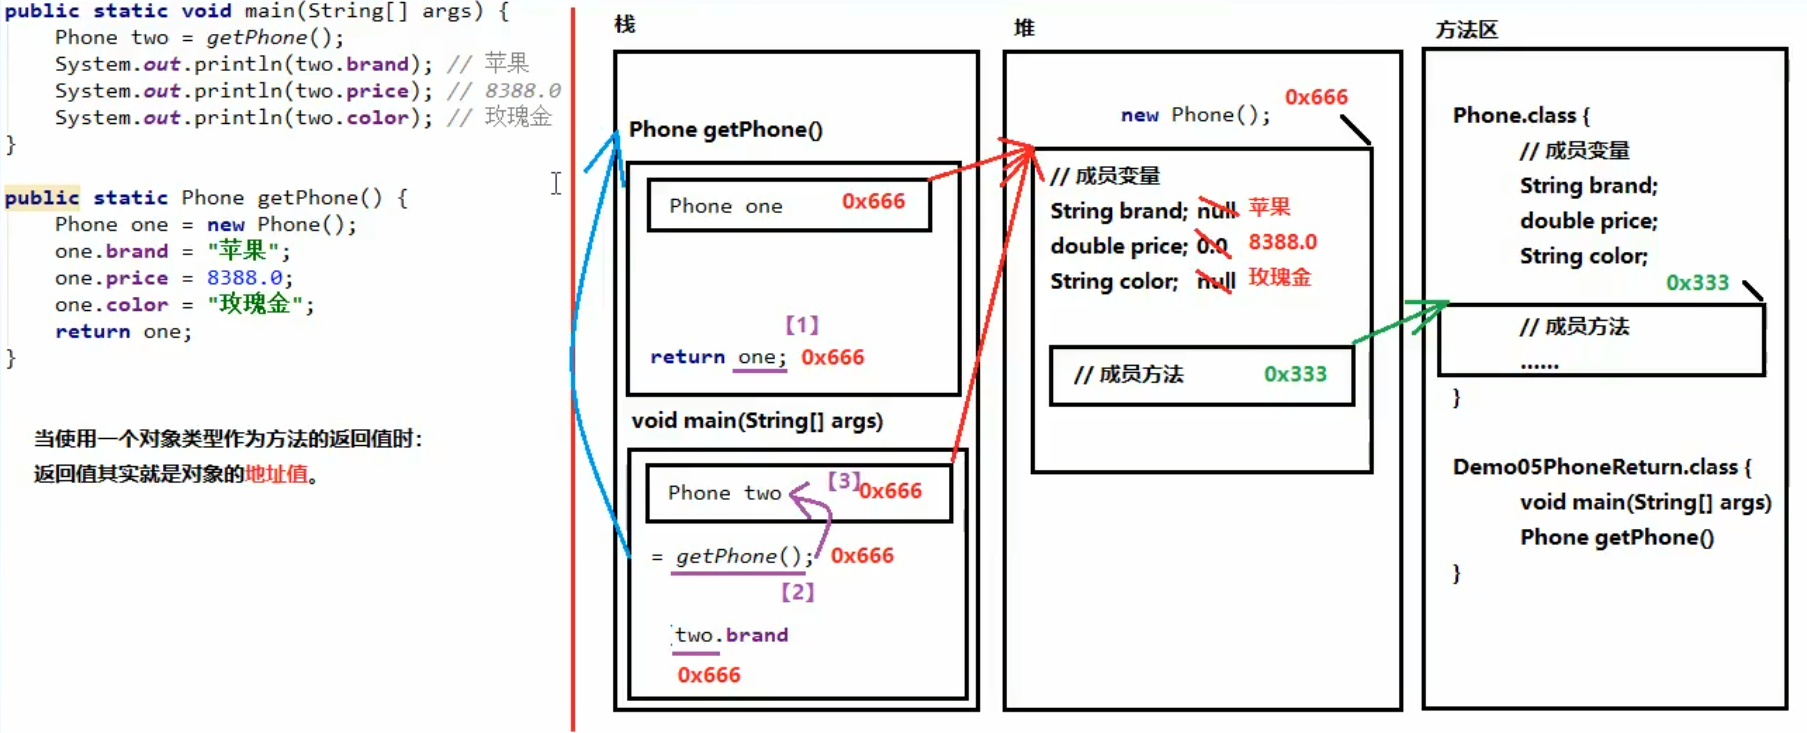 public static void main(String[] args) {
Phone two = getPhone();
System.out.println(two.brand); // 苹果
System.out.println(two.price); // 8388.0
System.out.println(two.color); // 玫瑰金
}
public static Phone getPhone() {
Phone one = new Phone();
one.brand = "苹果";
one.price = 8388.0;
one.color = "玫瑰金";
return one;
}
当使用一个对象类型作为方法的返回值时:
返回值其实就是对象的地址值。
栈
Phone getPhone()
Phone one 0x666
【1】
return one; 0x666
void main(String[] args)
Phone two 【3】 0x666
= getPhone(); 0x666
【2】
two.brand
0x666
堆
0x666
new Phone();
// 成员变量
String brand; null 苹果
double price; 0.0 8388.0
String color; null 玫瑰金
// 成员方法 0x333
方法区
Phone.class {
// 成员变量
String brand;
double price;
String color;
0x333
// 成员方法
......
}
Demo05PhoneReturn.class {
void main(String[] args)
Phone getPhone()
}